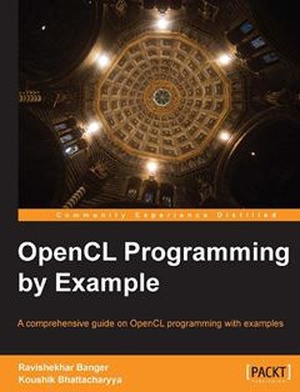 Community Experience Distilled
OpenCL Programming
by Example
A comprehensive guide on OpenCL programming with examples
Ravishekhar Banger
Koushik Bhattacharyya
PACKT
PUBLISHING